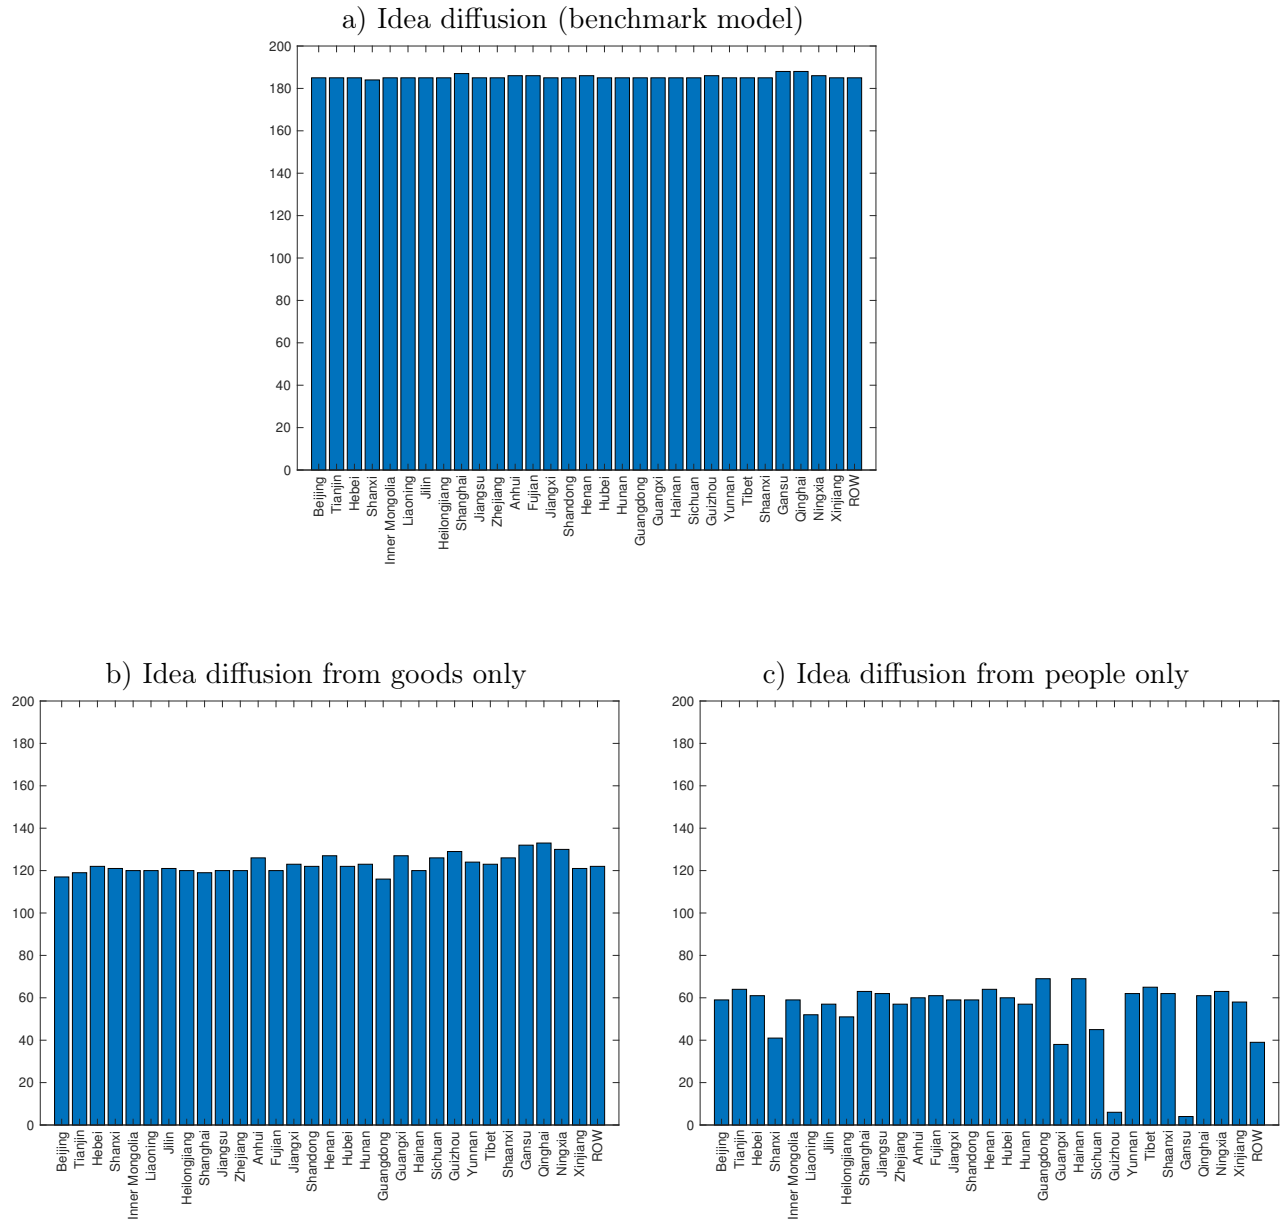 a) Idea diffusion (benchmark model)
200
180
160
140
120
100
80
60
40
20
0
Beijing
Tianjin
Hebei
Shanxi
Inner Mongolia
Liaoning
Jilin
Heilongjiang
Shanghai
Jiangsu
Zhejiang
Anhui
Fujian
Jiangxi
Shandong
Henan
Hubei
Hunan
Guangdong
Guangxi
Hainan
Sichuan
Guizhou
Yunnan
Tibet
Shaanxi
Gansu
Qinghai
Ningxia
Xinjiang
ROW
b) Idea diffusion from goods only
200
180
160
140
120
100
80
60
40
20
0
Beijing
Tianjin
Hebei
Shanxi
Inner Mongolia
Liaoning
Jilin
Heilongjiang
Shanghai
Jiangsu
Zhejiang
Anhui
Fujian
Jiangxi
Shandong
Henan
Hubei
Hunan
Guangdong
Guangxi
Hainan
Sichuan
Guizhou
Yunnan
Tibet
Shaanxi
Gansu
Qinghai
Ningxia
Xinjiang
ROW
c) Idea diffusion from people only
200
180
160
140
120
100
80
60
40
20
0
Beijing
Tianjin
Hebei
Shanxi
Inner Mongolia
Liaoning
Jilin
Heilongjiang
Shanghai
Jiangsu
Zhejiang
Anhui
Fujian
Jiangxi
Shandong
Henan
Hubei
Hunan
Guangdong
Guangxi
Hainan
Sichuan
Guizhou
Yunnan
Tibet
Shaanxi
Gansu
Qinghai
Ningxia
Xinjiang
ROW